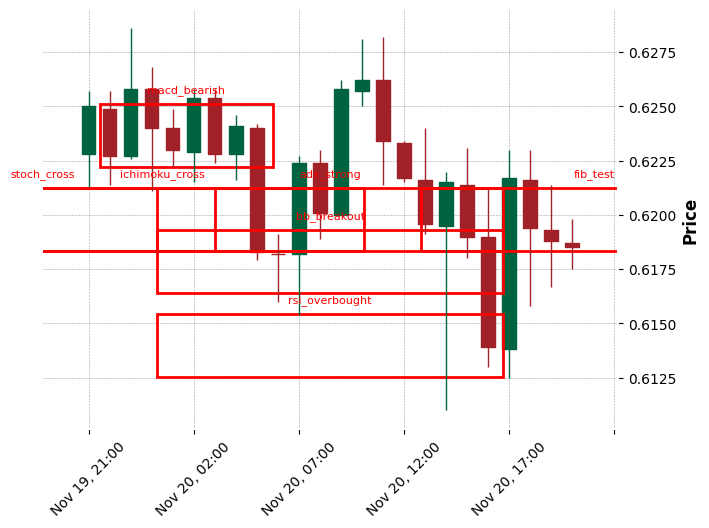 0.6275
macd_bearish
0.6250
0.6225
stoch_cross
ichimoku_cross
fib_test
0.6200
Price
0.6175
rsi_overbought
0.6150
0.6125
Nov 19, 21:00
Nov 20, 02:00
Nov 20, 07:00
Nov 20, 12:00
Nov 20, 17:00